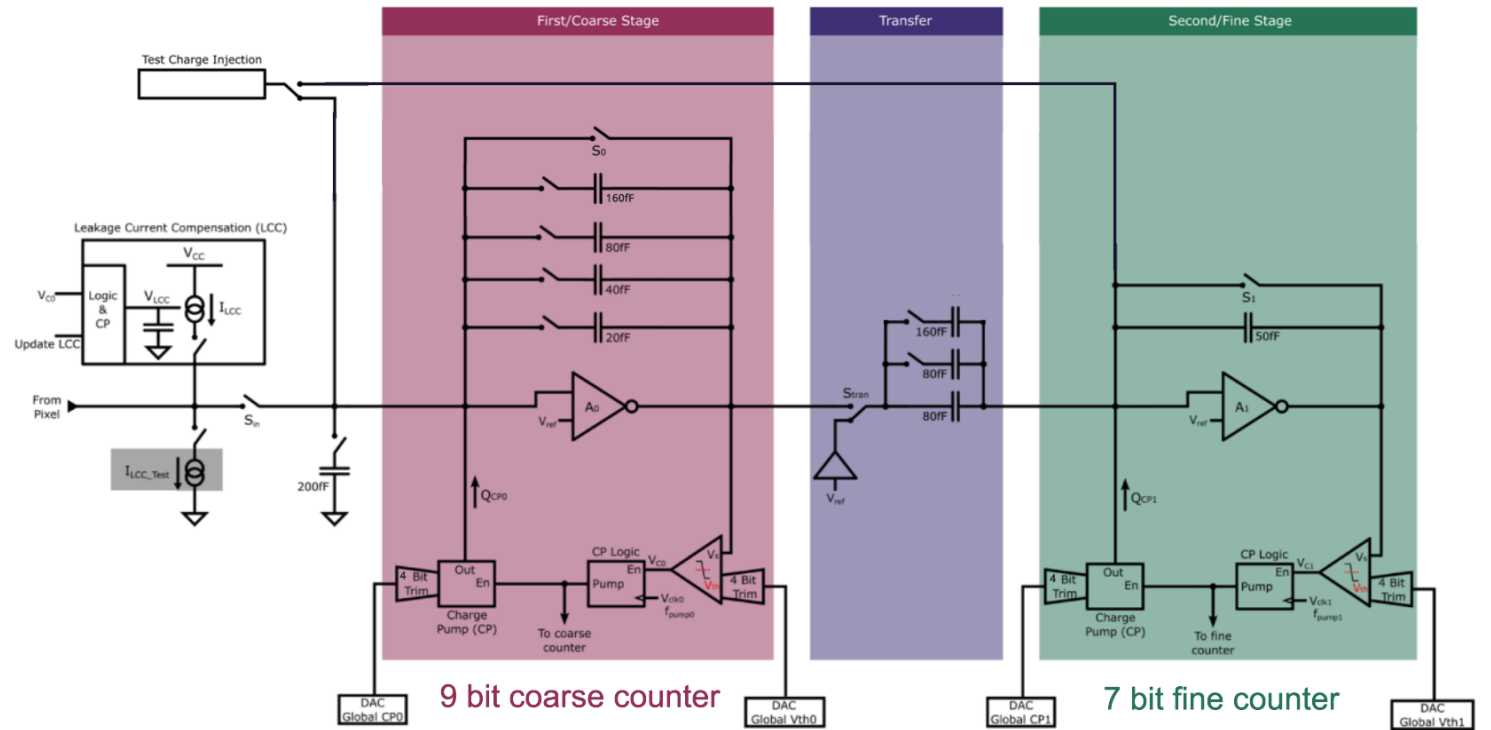 First/Coarse Stage
Transfer
Second/Fine Stage
Test Charge Injection
S0
160fF
80fF
40fF
20fF
Leakage Current Compensation (LCC)
VCC
VC0
Logic
&
CP
VLCC
ILCC
Update LCC
From
Pixel
Sin
ILCC_Test
200fF
A0
Vref
QCP0
CP Logic
VC0
Vs
Vth
4 Bit
Trim
Out
En
Pump
En
4 Bit
Trim
Vclk0
fpump0
Charge
Pump (CP)
To coarse
counter
DAC
Global CP0
9 bit coarse counter
DAC
Global Vth0
160fF
80fF
80fF
Stran
Vref
S1
50fF
A1
Vref
QCP1
CP Logic
VC1
Vs
Vth
4 Bit
Trim
Out
En
Pump
En
4 Bit
Trim
Vclk1
fpump1
Charge
Pump (CP)
To fine
counter
DAC
Global CP1
7 bit fine counter
DAC
Global Vth1